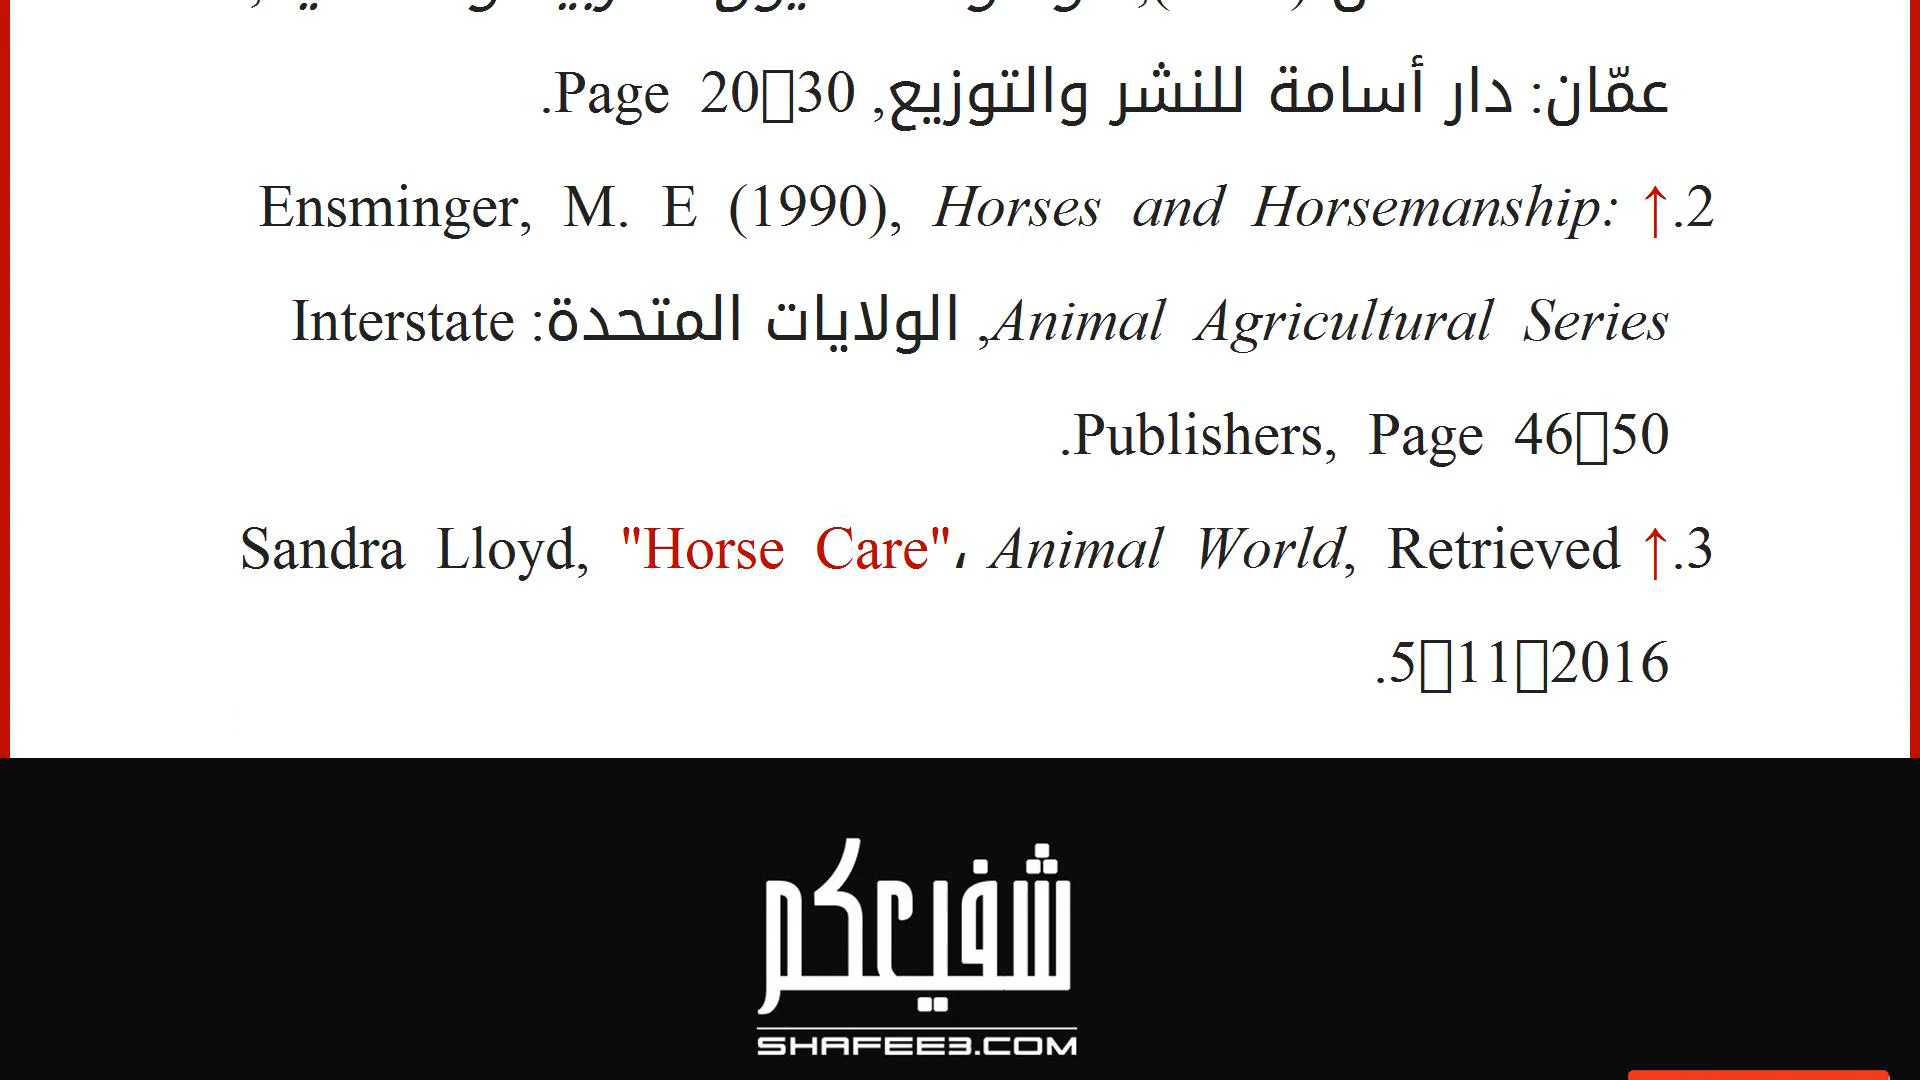 عمّان: دار أسامة للنشر والتوزيع, Page 20▯30.
2.↑ Ensminger, M. E (1990), Horses and Horsemanship:
Animal Agricultural Series, الولايات المتحدة: Interstate
Publishers, Page 46▯50.
3.↑ Sandra Lloyd, "Horse Care"، Animal World, Retrieved
5▯11▯2016.
شفيعكم
SHAFEE3.COM